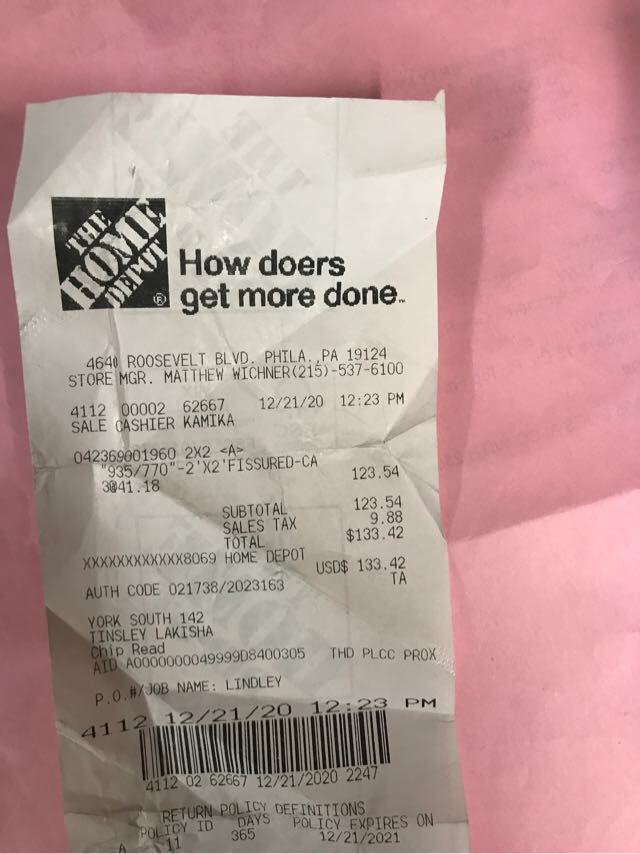 THE
HOME
DEPOT
®
How doers
get more done™
4640 ROOSEVELT BLVD. PHILA.,PA 19124
STORE MGR. MATTHEW WICHNER(215)-537-6100
4112 00002 62667 12/21/20 12:23 PM
SALE CASHIER KAMIKA
042369001960 2X2 <A>
"935/770"-2'X2'FISSURED-CA
3@41.18 123.54
SUBTOTAL 123.54
SALES TAX 9.88
TOTAL $133.42
XXXXXXXXXXXX8069 HOME DEPOT
USD$ 133.42
AUTH CODE 021738/2023163 TA
YORK SOUTH 142
TINSLEY LAKISHA
Chip Read
AID A0000000049999D8400305 THD PLCC PROX
P.O.#/JOB NAME: LINDLEY
4112 12/21/20 12:23 PM
4112 02 62667 12/21/2020 2247
RETURN POLICY DEFINITIONS
POLICY ID DAYS POLICY EXPIRES ON
A 11 365 12/21/2021